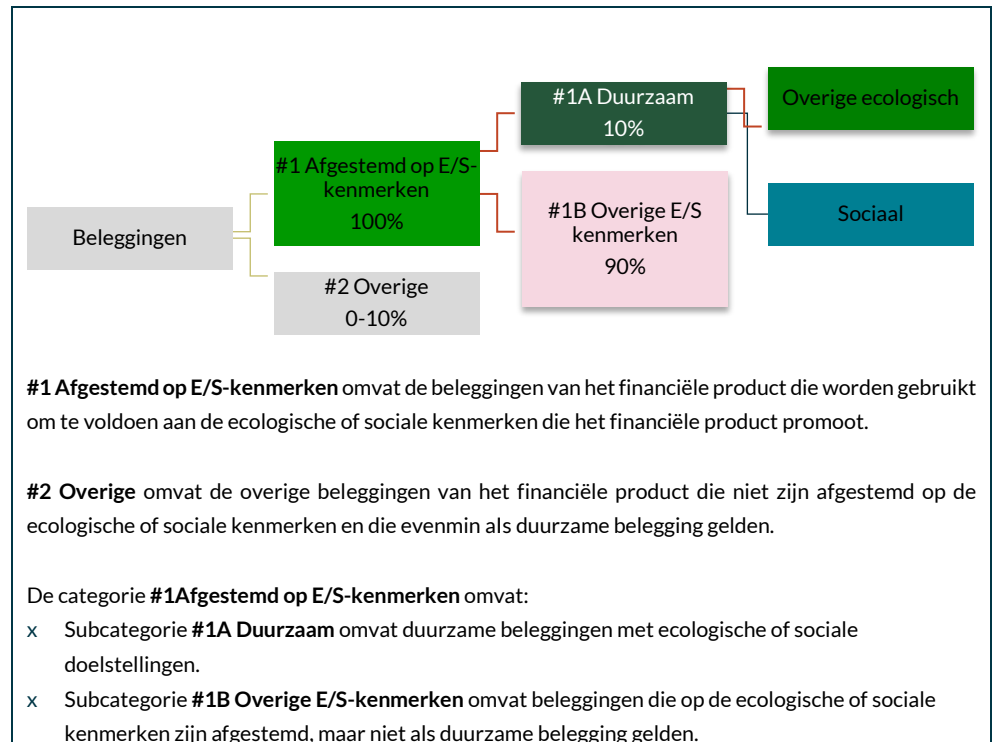 Beleggingen
#1 Afgestemd op E/S-
kenmerken
100%
#2 Overige
0-10%
#1A Duurzaam
10%
#1B Overige E/S
kenmerken
90%
Overige ecologisch
Sociaal
#1 Afgestemd op E/S-kenmerken omvat de beleggingen van het financiële product die worden gebruikt
om te voldoen aan de ecologische of sociale kenmerken die het financiële product promoot.
#2 Overige omvat de overige beleggingen van het financiële product die niet zijn afgestemd op de
ecologische of sociale kenmerken en die evenmin als duurzame belegging gelden.
De categorie #1Afgestemd op E/S-kenmerken omvat:
x Subcategorie #1A Duurzaam omvat duurzame beleggingen met ecologische of sociale
doelstellingen.
x Subcategorie #1B Overige E/S-kenmerken omvat beleggingen die op de ecologische of sociale
kenmerken zijn afgestemd, maar niet als duurzame belegging gelden.